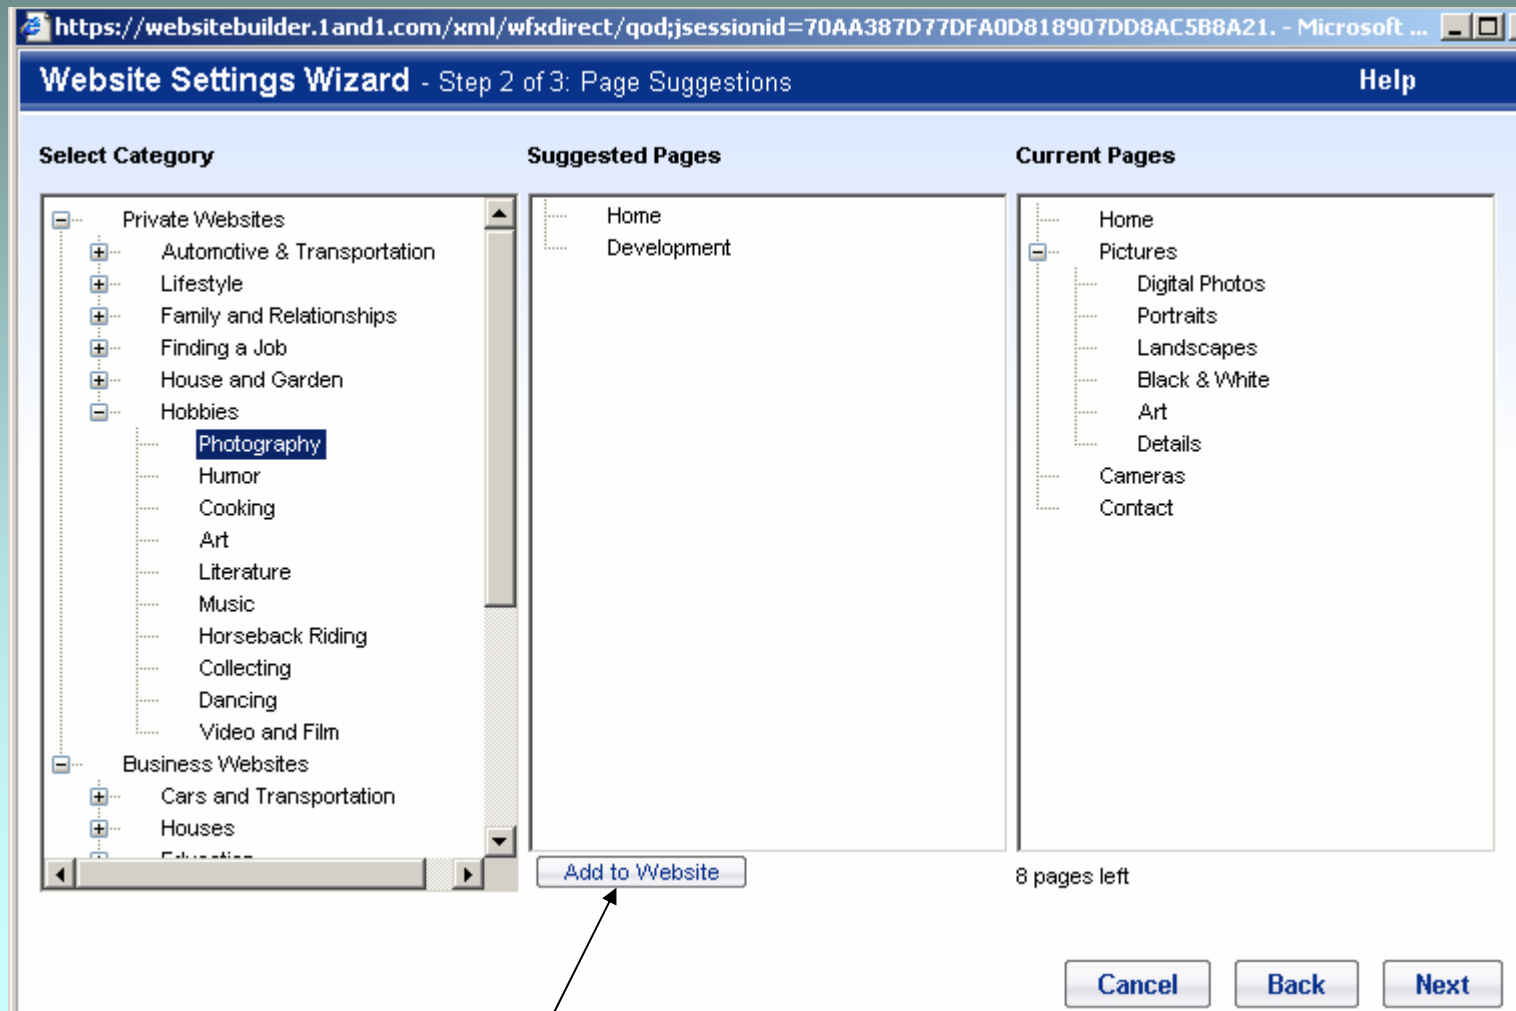 https://websitebuilder.1and1.com/xml/wfxdirect/qod;jsessionid=70AA387D77DFA0D818907DD8AC5B8A21. - Microsoft ...
Website Settings Wizard - Step 2 of 3: Page Suggestions
Help
Select Category
Private Websites
Automotive & Transportation
Lifestyle
Family and Relationships
Finding a Job
House and Garden
Hobbies
Photography
Humor
Cooking
Art
Literature
Music
Horseback Riding
Collecting
Dancing
Video and Film
Business Websites
Cars and Transportation
Houses
Education
Suggested Pages
Home
Development
Add to Website
Current Pages
Home
Pictures
Digital Photos
Portraits
Landscapes
Black & White
Art
Details
Cameras
Contact
8 pages left
Cancel
Back
Next